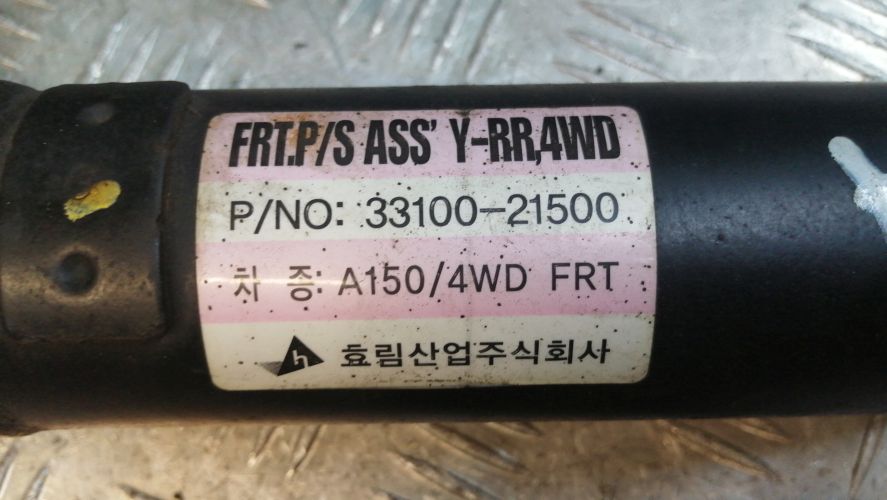 FRT.P/S ASS' Y-RR,4WD
P/NO: 33100-21500
차 종: A150/4WD FRT
효림산업주식회사